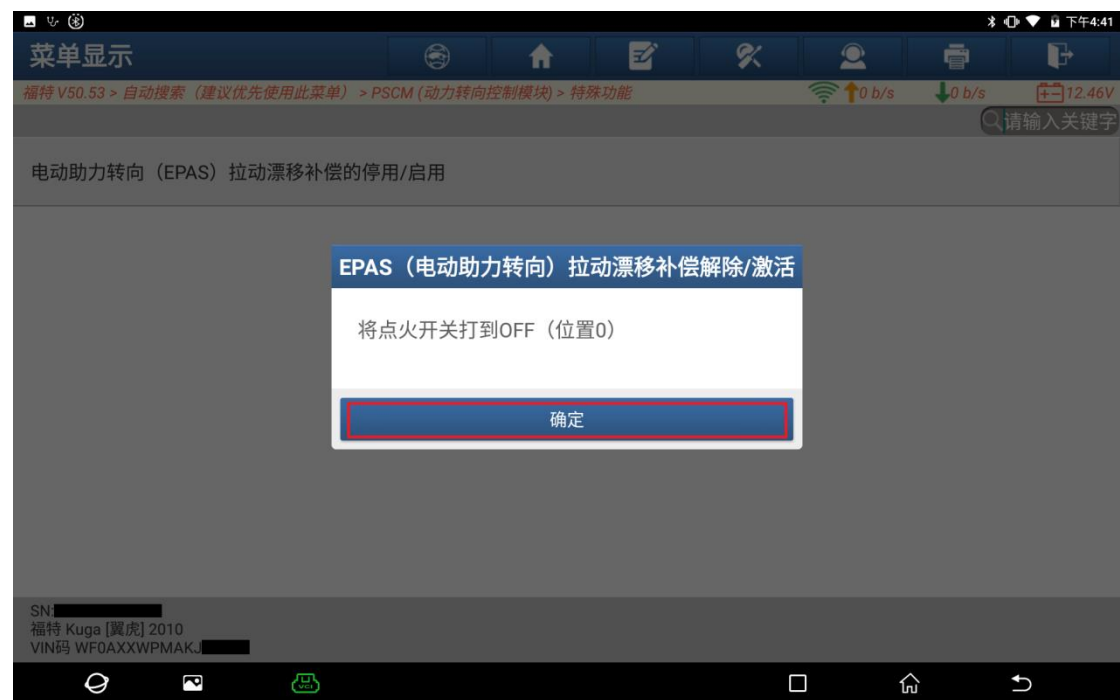 下午4:41
菜单显示
福特 V50.53 > 自动搜索（建议优先使用此菜单）> PSCM (动力转向控制模块) > 特殊功能
0 b/s
0 b/s
12.46V
请输入关键字
电动助力转向（EPAS）拉动漂移补偿的停用/启用
EPAS（电动助力转向）拉动漂移补偿解除/激活
将点火开关打到OFF（位置0）
确定
SN:
福特 Kuga [翼虎] 2010
VIN码 WF0AXXWPMAKJ
VCI